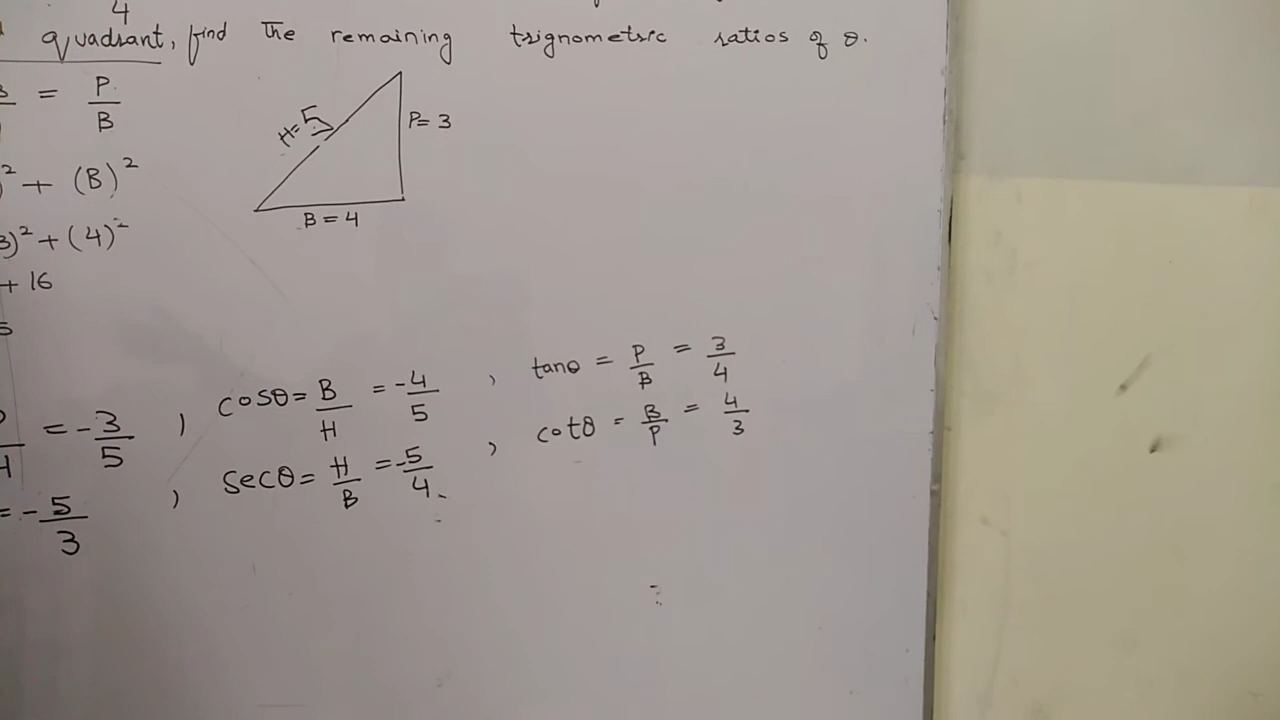 4
quadrant, find the remaining trignometric ratios of θ.
= P/B
H=5
P=3
² + (B)²
B=4
3)² + (4)²
+ 16
5
= -3/5 , cosθ = B/H = -4/5 , tanθ = P/B = 3/4
= -5/3 , secθ = H/B = -5/4 , cotθ = B/P = 4/3